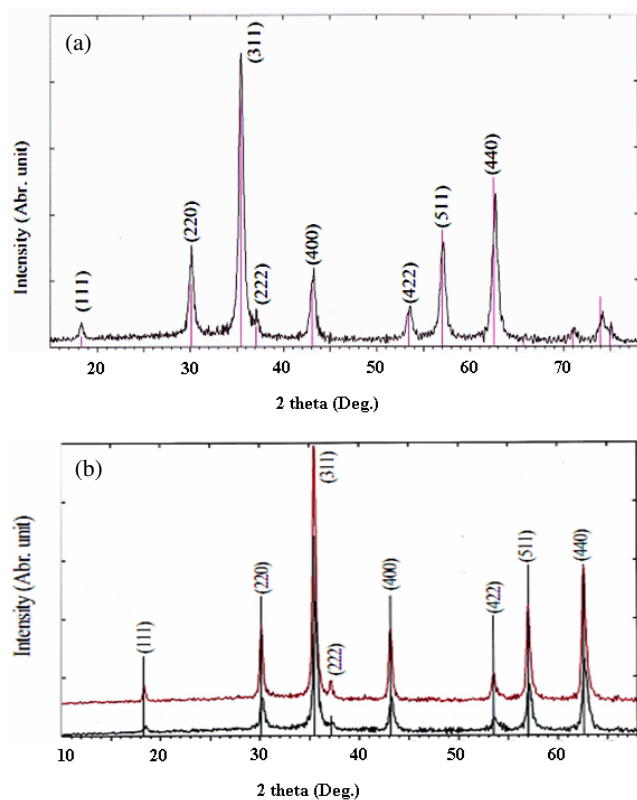 (a)
(311)
(440)
(511)
(220)
(400)
(222)
(422)
(111)
Intensity (Abr. unit)
20 30 40 50 60 70
2 theta (Deg.)
(b)
(311)
(220)
(400)
(511)
(440)
(422)
(111)
(222)
Intensity (Abr. unit)
10 20 30 40 50 60
2 theta (Deg.)